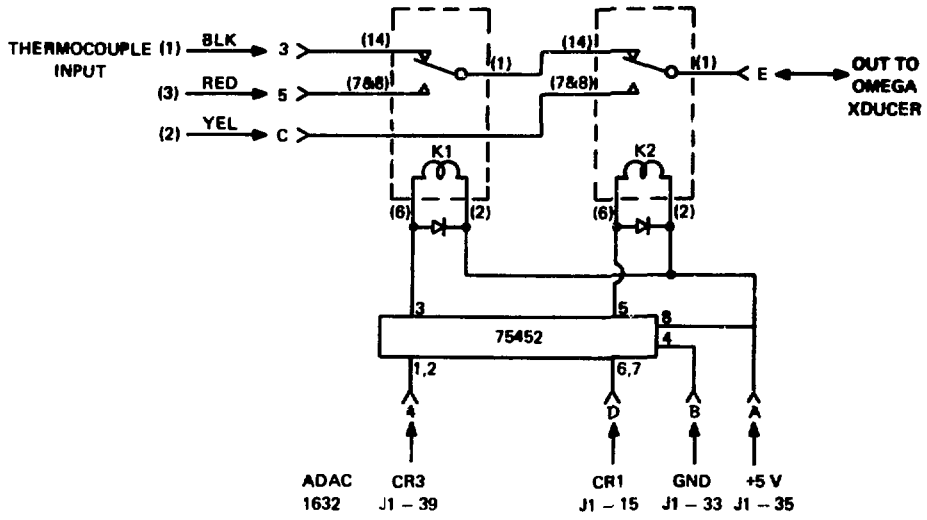 THERMOCOUPLE (1) BLK 3 (14) (1) (14) (1) E OUT TO
INPUT OMEGA
(3) RED 5 (7&8) (7&8) XDUCER
(2) YEL C
K1 K2
(6) (2) (6) (2)
3 5 8
75452 4
1,2 6,7
4 D B A
ADAC CR3 CR1 GND +5 V
1632 J1 – 39 J1 – 15 J1 – 33 J1 – 35